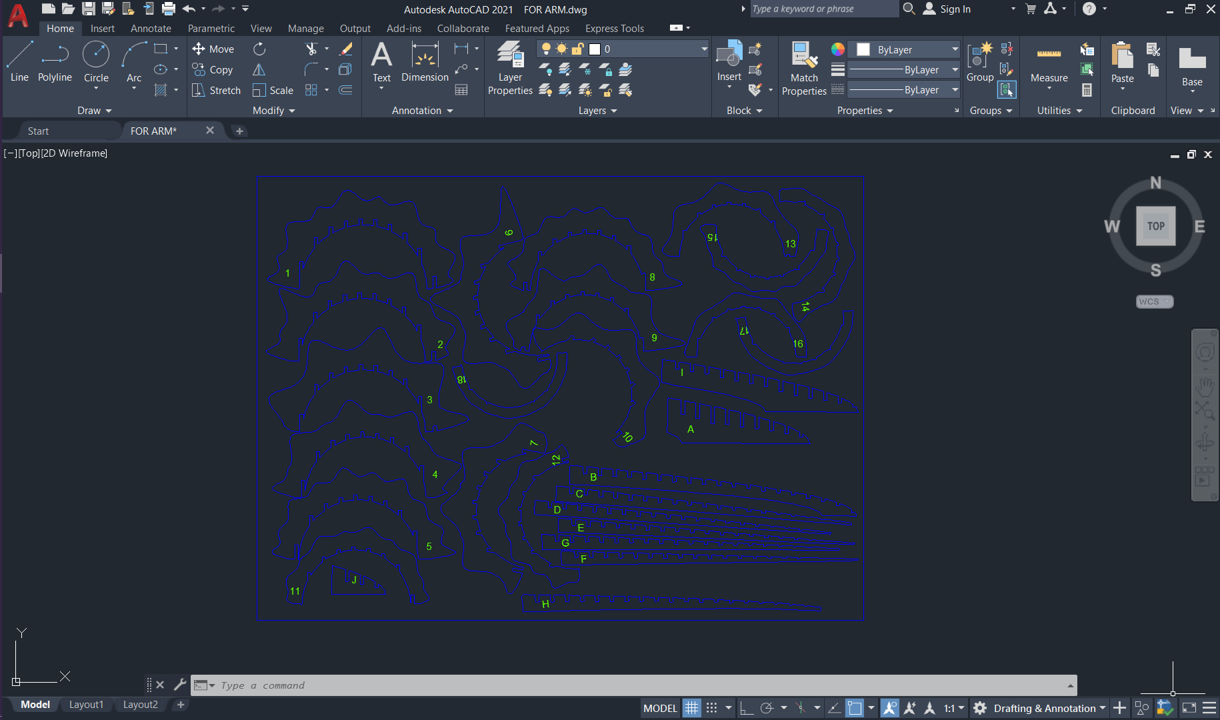 Autodesk AutoCAD 2021 FOR ARM.dwg
Type a keyword or phrase
Sign In
Home Insert Annotate Parametric View Manage Output Add-ins Collaborate Featured Apps Express Tools
Line
Polyline
Circle
Arc
Move
Copy
Stretch
Scale
Text
Dimension
Layer
Properties
0
Insert
Match
Properties
ByLayer
ByLayer
ByLayer
Group
Measure
Paste
Base
Draw
Modify
Annotation
Layers
Block
Properties
Groups
Utilities
Clipboard
View
Start
FOR ARM*
[−][Top][2D Wireframe]
N
W
TOP
E
S
WCS
1
6
15
13
8
14
2
9
17
16
I
18
3
A
10
7
4
12
B
C
D
E
5
G
F
J
11
H
Y
X
Type a command
Model
Layout1
Layout2
MODEL
1:1
Drafting & Annotation